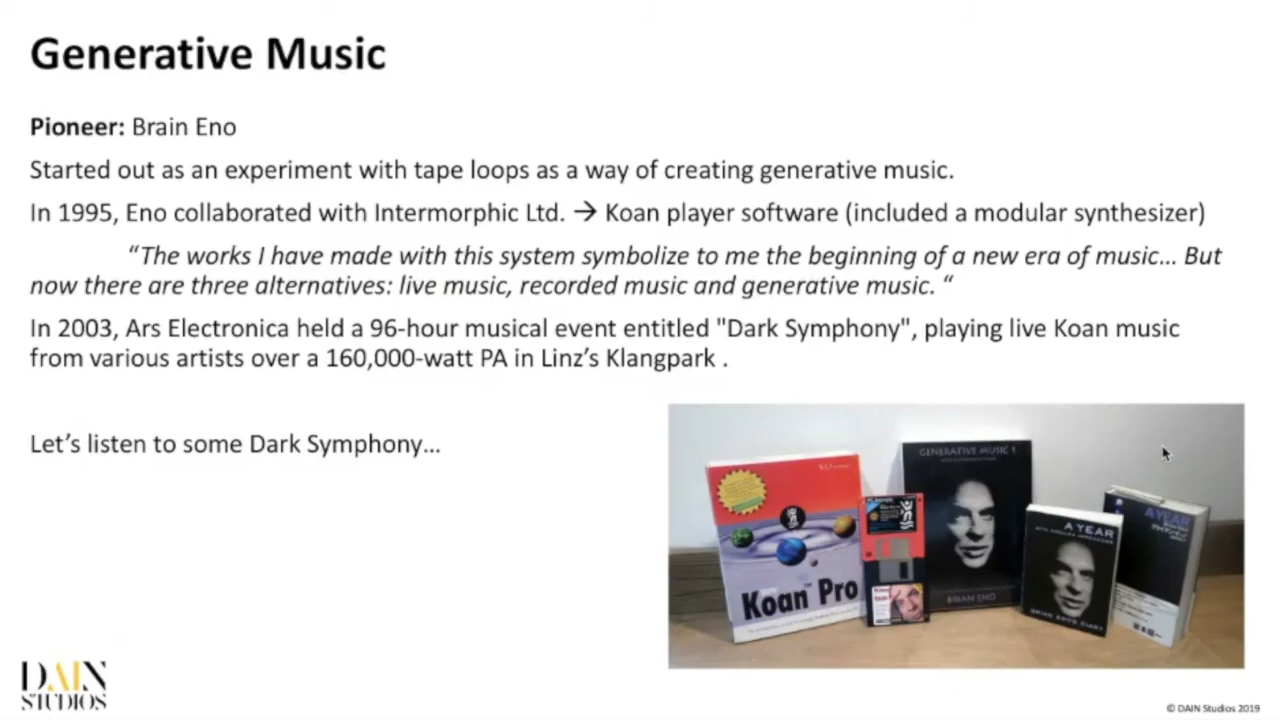 Generative Music
Pioneer: Brain Eno
Started out as an experiment with tape loops as a way of creating generative music.
In 1995, Eno collaborated with Intermorphic Ltd. → Koan player software (included a modular synthesizer)
“The works I have made with this system symbolize to me the beginning of a new era of music… But
now there are three alternatives: live music, recorded music and generative music. “
In 2003, Ars Electronica held a 96-hour musical event entitled "Dark Symphony", playing live Koan music
from various artists over a 160,000-watt PA in Linz’s Klangpark .
Let’s listen to some Dark Symphony…
Koan™ Pro
GENERATIVE MUSIC 1
BRIAN ENO
A YEAR
WITH SWOLLEN APPENDICES
BRIAN ENO'S DIARY
A YEAR
DAIN
STUDIOS
© DAIN Studios 2019